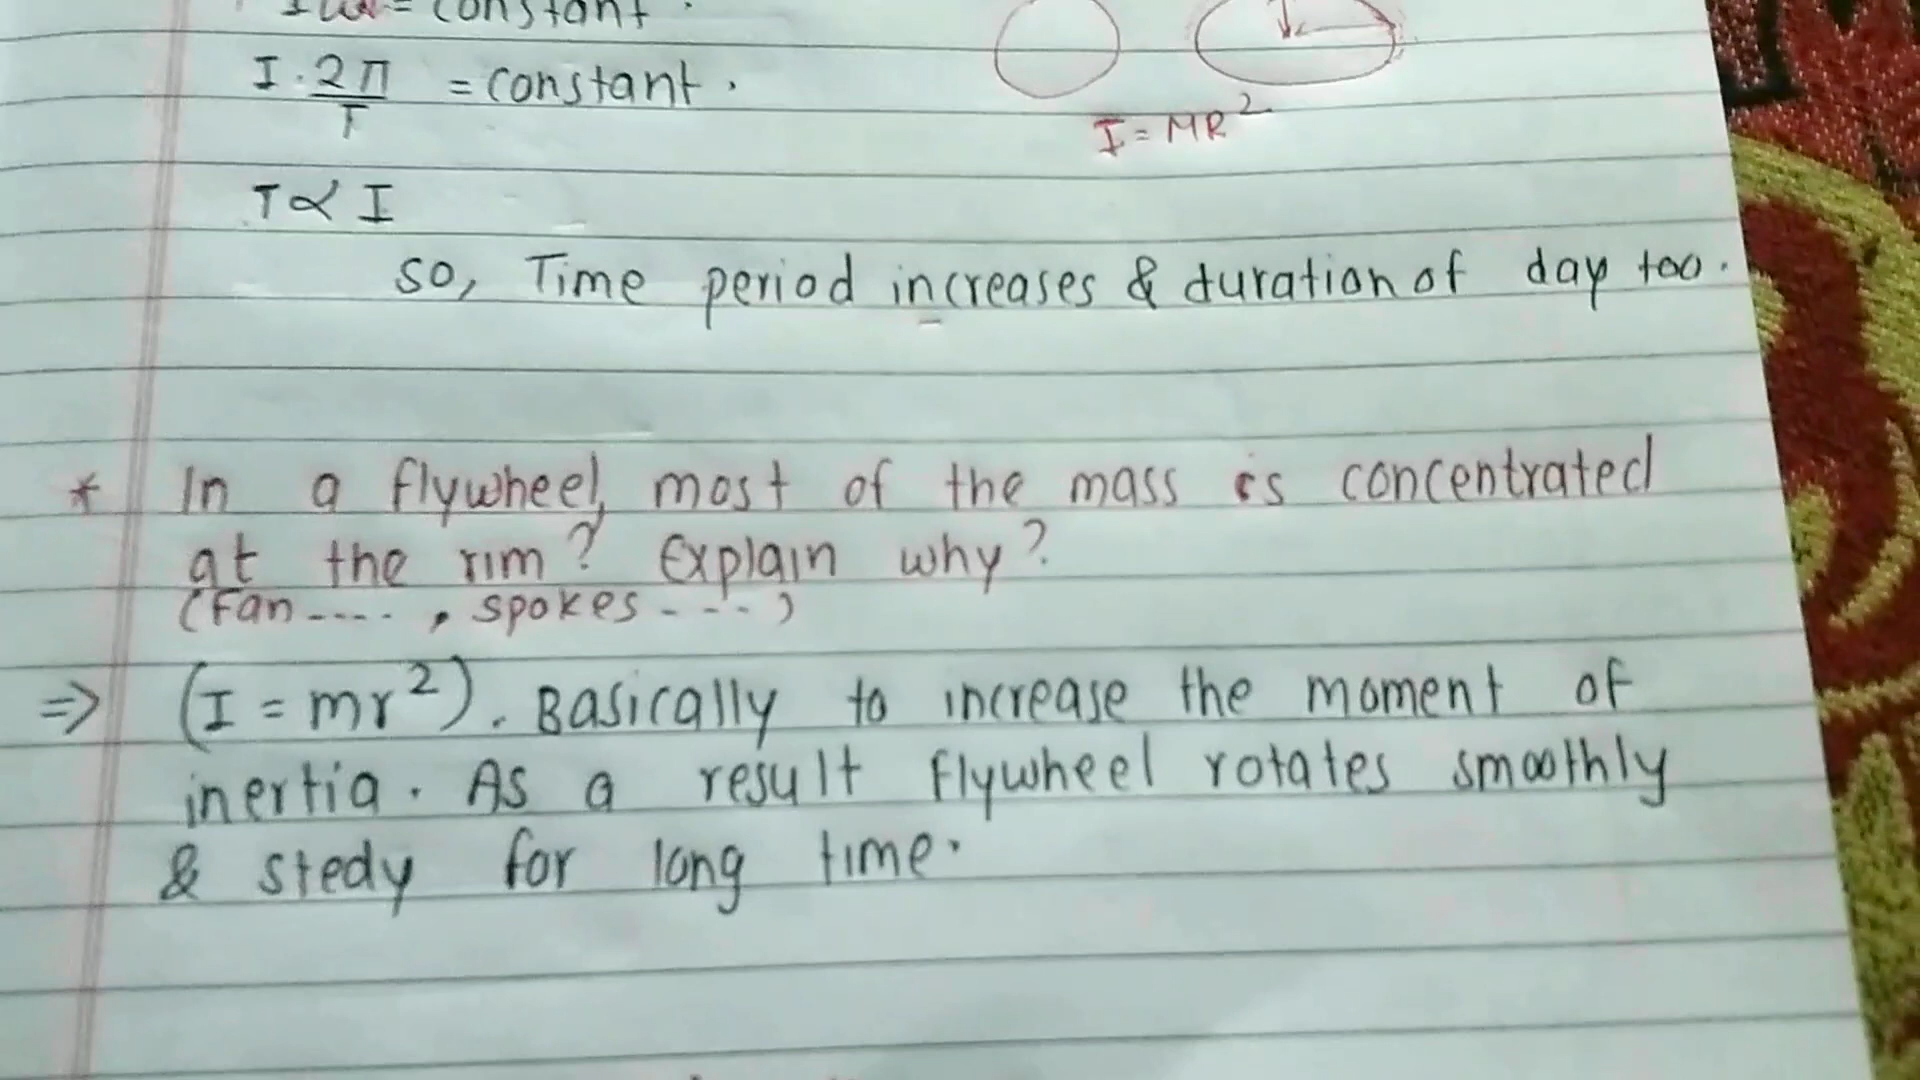 Iω = constant.
I . 2π / T = constant.
I = MR²
T ∝ I
so, Time period increases & duration of day too.
* In a flywheel, most of the mass is concentrated
at the rim? Explain why?
(Fan ...., spokes ....)
⇒ (I = mr²). Basically to increase the moment of
inertia. As a result flywheel rotates smoothly
& stedy for long time.